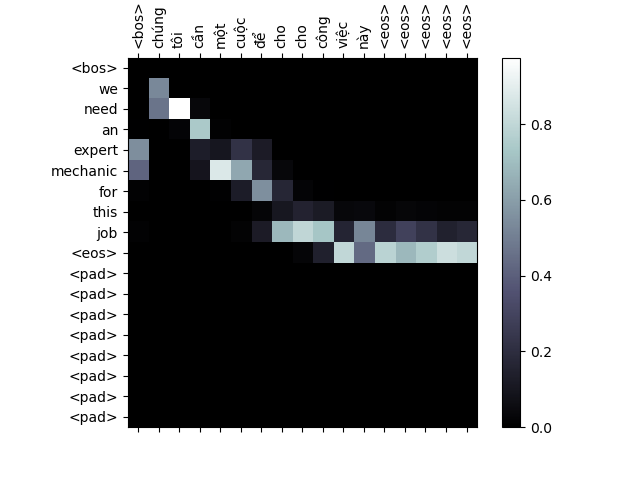 <bos> chúng tôi cần một cuộc để cho cho công việc này <eos> <eos> <eos> <eos> <eos>
<bos>
we
need
an
expert
mechanic
for
this
job
<eos>
<pad>
<pad>
<pad>
<pad>
<pad>
<pad>
<pad>
<pad>
0.8
0.6
0.4
0.2
0.0